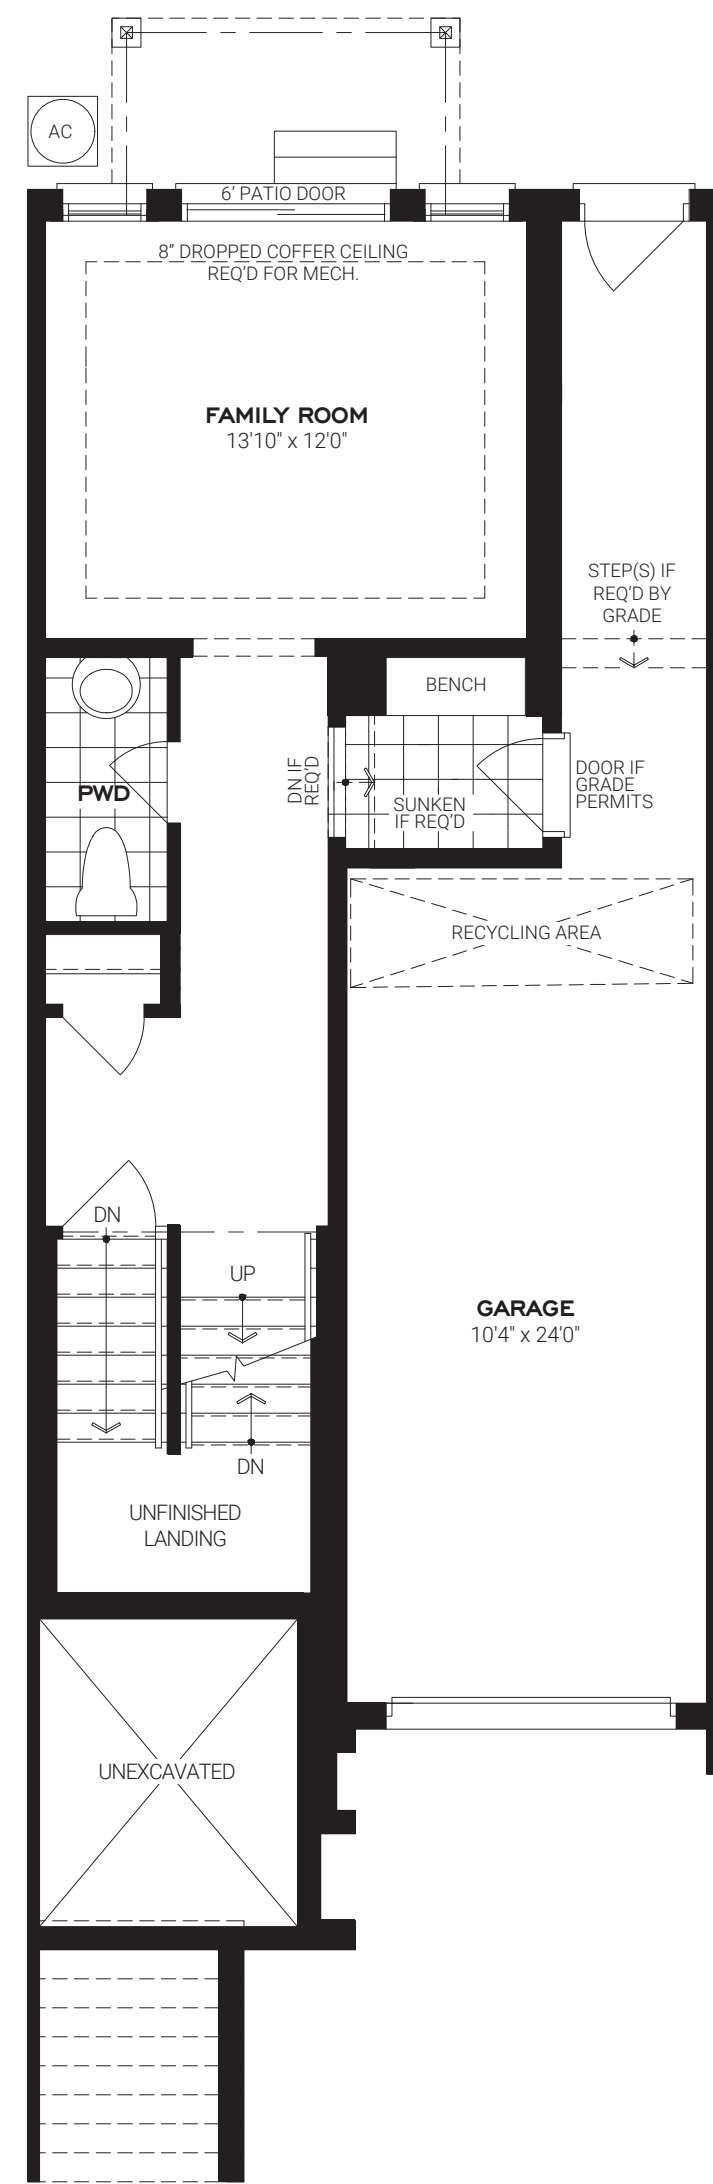 AC
6' PATIO DOOR
8" DROPPED COFFER CEILING
REQ'D FOR MECH.
FAMILY ROOM
13'10" x 12'0"
STEP(S) IF
REQ'D BY
GRADE
BENCH
DN IF
REQ'D
SUNKEN
IF REQ'D
DOOR IF
GRADE
PERMITS
PWD
RECYCLING AREA
DN
UP
GARAGE
10'4" x 24'0"
DN
UNFINISHED
LANDING
UNEXCAVATED